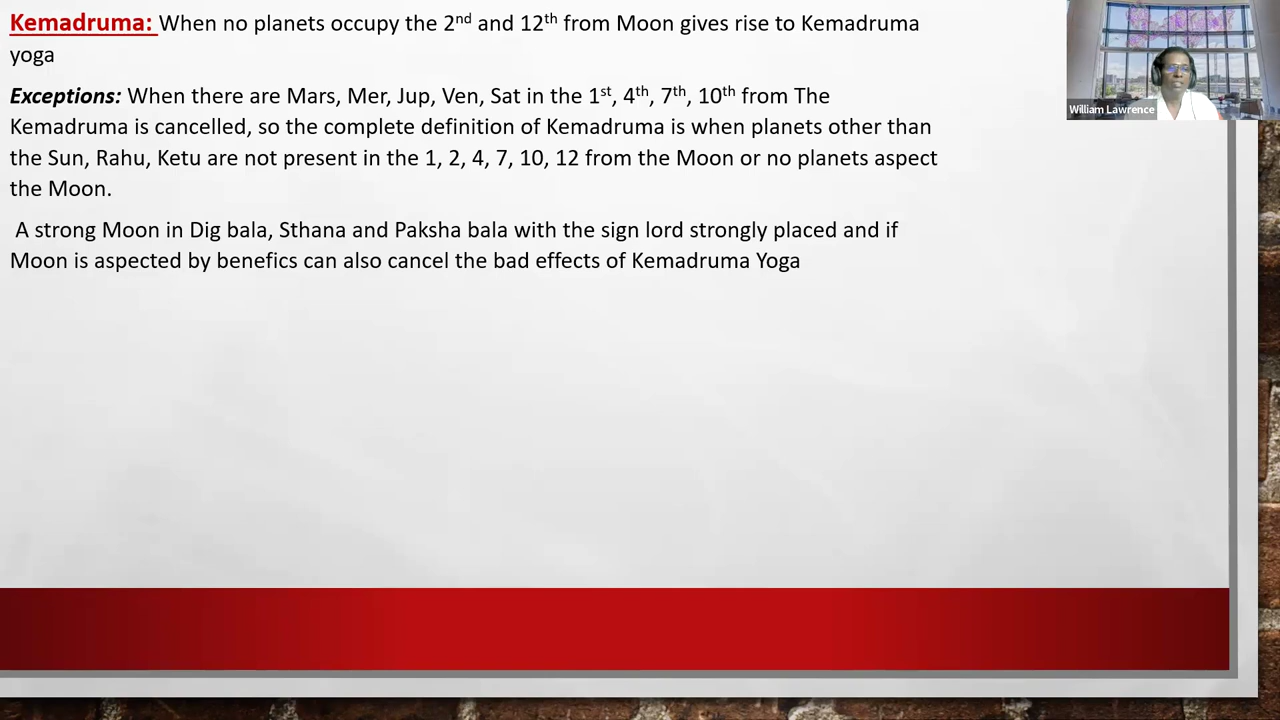 Kemadruma: When no planets occupy the 2nd and 12th from Moon gives rise to Kemadruma
yoga
Exceptions: When there are Mars, Mer, Jup, Ven, Sat in the 1st, 4th, 7th, 10th from The
Kemadruma is cancelled, so the complete definition of Kemadruma is when planets other than
the Sun, Rahu, Ketu are not present in the 1, 2, 4, 7, 10, 12 from the Moon or no planets aspect
the Moon.
A strong Moon in Dig bala, Sthana and Paksha bala with the sign lord strongly placed and if
Moon is aspected by benefics can also cancel the bad effects of Kemadruma Yoga
William Lawrence